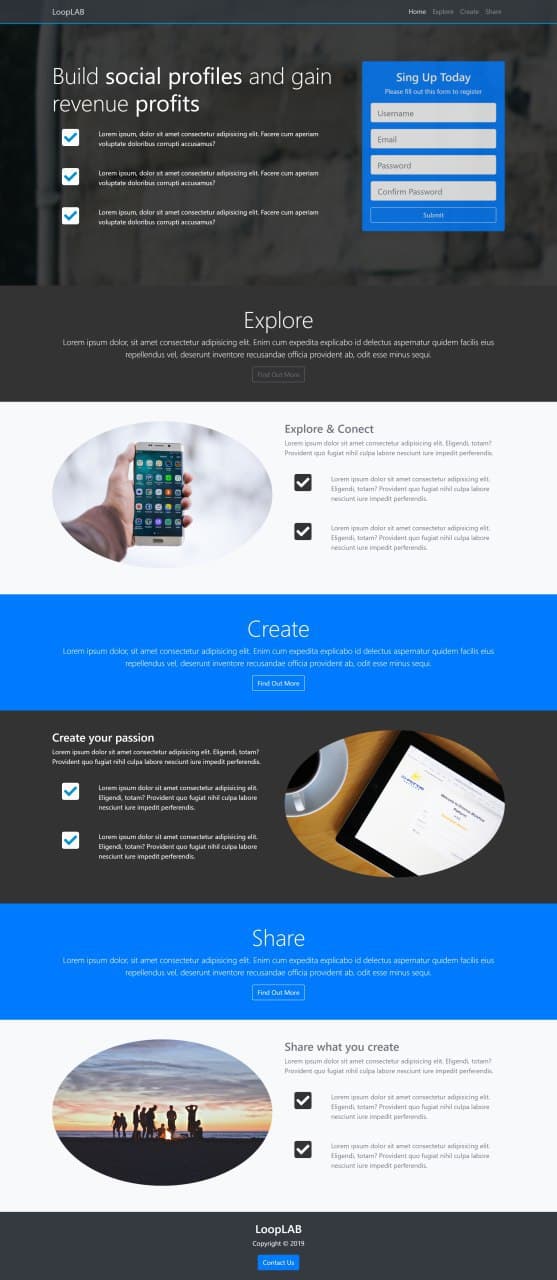 LoopLAB
Home Explore Create Share
Build social profiles and gain
revenue profits
Lorem ipsum, dolor sit amet consectetur adipisicing elit. Facere cum aperiam
voluptate doloribus corrupti accusamus?
Lorem ipsum, dolor sit amet consectetur adipisicing elit. Facere cum aperiam
voluptate doloribus corrupti accusamus?
Lorem ipsum, dolor sit amet consectetur adipisicing elit. Facere cum aperiam
voluptate doloribus corrupti accusamus?
Sing Up Today
Please fill out this form to register
Username
Email
Password
Confirm Password
Submit
Explore
Lorem ipsum dolor, sit amet consectetur adipisicing elit. Enim cum expedita explicabo id delectus aspernatur quidem facilis eius
repellendus vel, deserunt inventore recusandae officia provident ab, odit esse minus sequi.
Find Out More
Explore & Conect
Lorem ipsum dolor sit amet consectetur adipisicing elit. Eligendi, totam?
Provident quo fugiat nihil culpa labore nesciunt iure impedit perferendis.
Lorem ipsum dolor sit amet consectetur adipisicing elit.
Eligendi, totam? Provident quo fugiat nihil culpa labore
nesciunt iure impedit perferendis.
Lorem ipsum dolor sit amet consectetur adipisicing elit.
Eligendi, totam? Provident quo fugiat nihil culpa labore
nesciunt iure impedit perferendis.
Create
Lorem ipsum dolor, sit amet consectetur adipisicing elit. Enim cum expedita explicabo id delectus aspernatur quidem facilis eius
repellendus vel, deserunt inventore recusandae officia provident ab, odit esse minus sequi.
Find Out More
Create your passion
Lorem ipsum dolor sit amet consectetur adipisicing elit. Eligendi, totam?
Provident quo fugiat nihil culpa labore nesciunt iure impedit perferendis.
Lorem ipsum dolor sit amet consectetur adipisicing elit.
Eligendi, totam? Provident quo fugiat nihil culpa labore
nesciunt iure impedit perferendis.
Lorem ipsum dolor sit amet consectetur adipisicing elit.
Eligendi, totam? Provident quo fugiat nihil culpa labore
nesciunt iure impedit perferendis.
Share
Lorem ipsum dolor, sit amet consectetur adipisicing elit. Enim cum expedita explicabo id delectus aspernatur quidem facilis eius
repellendus vel, deserunt inventore recusandae officia provident ab, odit esse minus sequi.
Find Out More
Share what you create
Lorem ipsum dolor sit amet consectetur adipisicing elit. Eligendi, totam?
Provident quo fugiat nihil culpa labore nesciunt iure impedit perferendis.
Lorem ipsum dolor sit amet consectetur adipisicing elit.
Eligendi, totam? Provident quo fugiat nihil culpa labore
nesciunt iure impedit perferendis.
Lorem ipsum dolor sit amet consectetur adipisicing elit.
Eligendi, totam? Provident quo fugiat nihil culpa labore
nesciunt iure impedit perferendis.
LoopLAB
Copyright © 2019
Contact Us